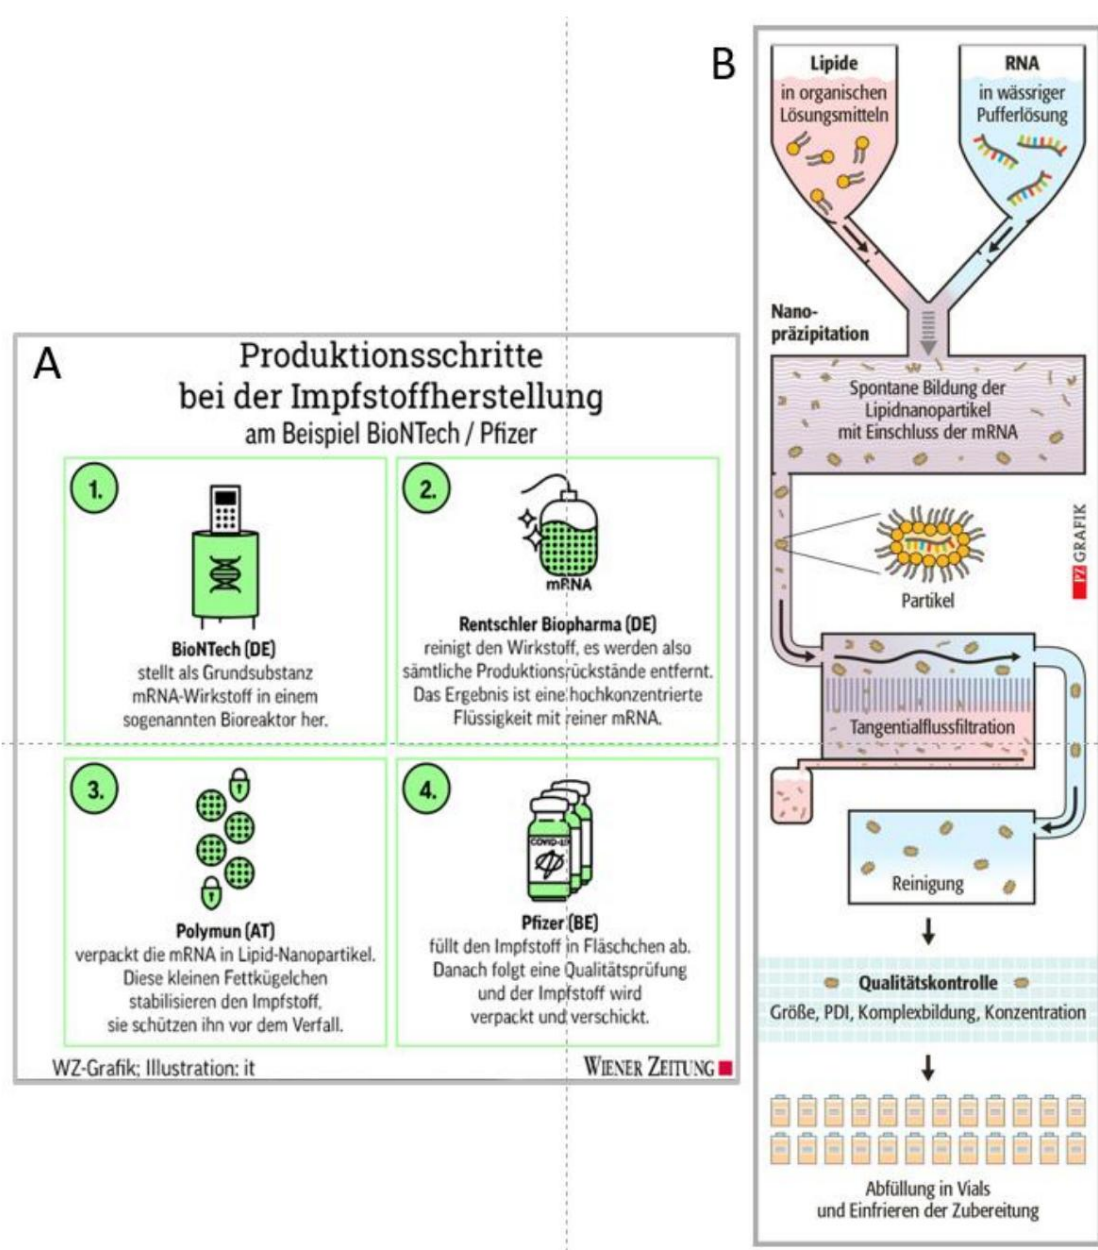 A
Produktionsschritte
bei der Impfstoffherstellung
am Beispiel BioNTech / Pfizer
1.
BioNTech (DE)
stellt als Grundsubstanz
mRNA-Wirkstoff in einem
sogenannten Bioreaktor her.
2.
mRNA
Rentschler Biopharma (DE)
reinigt den Wirkstoff, es werden also
sämtliche Produktionsrückstände entfernt.
Das Ergebnis ist eine hochkonzentrierte
Flüssigkeit mit reiner mRNA.
3.
Polymun (AT)
verpackt die mRNA in Lipid-Nanopartikel.
Diese kleinen Fettkügelchen
stabilisieren den Impfstoff,
sie schützen ihn vor dem Verfall.
4.
COVID-19
Pfizer (BE)
füllt den Impfstoff in Fläschchen ab.
Danach folgt eine Qualitätsprüfung
und der Impfstoff wird
verpackt und verschickt.
WZ-Grafik; Illustration: it
WIENER ZEITUNG
B
Lipide
in organischen
Lösungsmitteln
RNA
in wässriger
Pufferlösung
Nano-
präzipitation
Spontane Bildung der
Lipidnanopartikel
mit Einschluss der mRNA
Partikel
PZ GRAFIK
Tangentialflussfiltration
Reinigung
Qualitätskontrolle
Größe, PDI, Komplexbildung, Konzentration
Abfüllung in Vials
und Einfrieren der Zubereitung